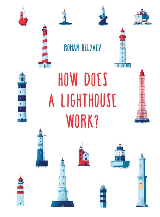 ROMAN BELYAEV
HOW DOES
A LIGHTHOUSE
WORK?